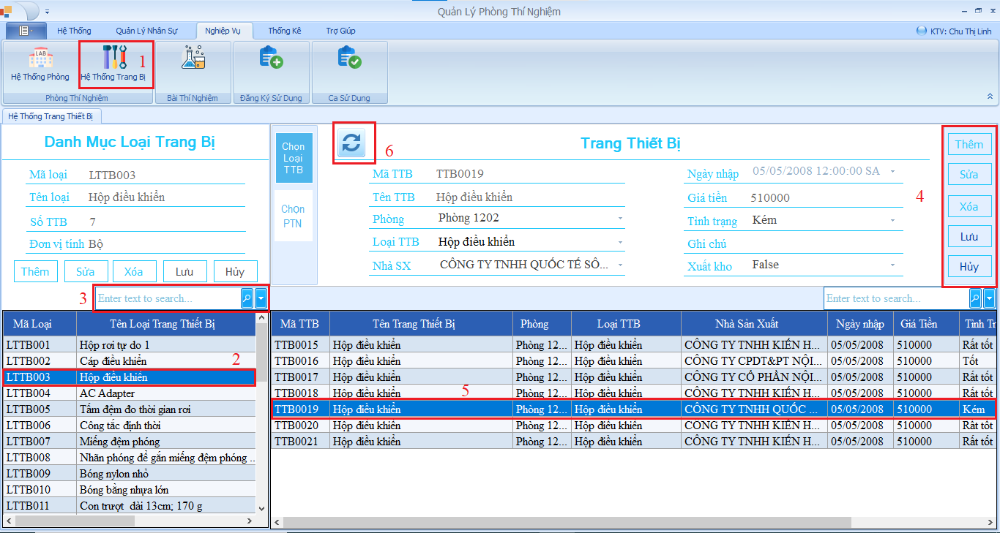 Quản Lý Phòng Thí Nghiệm
Hệ Thống Quản Lý Nhân Sự Nghiệp Vụ Thống Kê Trợ Giúp KTV: Chu Thị Linh
LAB
1
Hệ Thống Phòng Hệ Thống Trang Bị
Phòng Thí Nghiệm Bài Thí Nghiệm Đăng Ký Sử Dụng Ca Sử Dụng
Hệ Thống Trang Thiết Bị
Danh Mục Loại Trang Bị
Mã loại LTTB003
Tên loại Hộp điều khiển
Số TTB 7
Đơn vị tính Bộ
Thêm Sửa Xóa Lưu Hủy
3 Enter text to search...
Mã Loại Tên Loại Trang Thiết Bị
LTTB001 Hộp rơi tự do 1
LTTB002 Cáp điều khiển
2
LTTB003 Hộp điều khiển
LTTB004 AC Adapter
LTTB005 Tấm đệm đo thời gian rơi
LTTB006 Công tắc định thời
LTTB007 Miếng đệm phóng
LTTB008 Nhãn phóng để gắn miếng đệm phóng ...
LTTB009 Bóng nylon nhỏ
LTTB010 Bóng bằng nhựa lớn
LTTB011 Con trượt dài 13cm; 170 g
Chọn
Loại
TTB
Chọn
PTN
6
Trang Thiết Bị
Mã TTB TTB0019 Ngày nhập 05/05/2008 12:00:00 SA
Tên TTB Hộp điều khiển Giá tiền 510000
Phòng Phòng 1202 Tình trạng Kém
Loại TTB Hộp điều khiển Ghi chú
Nhà SX CÔNG TY TNHH QUỐC TẾ SÔ... Xuất kho False
4
Thêm
Sửa
Xóa
Lưu
Hủy
Enter text to search...
Mã TTB Tên Trang Thiết Bị Phòng Loại TTB Nhà Sản Xuất Ngày nhập Giá Tiền Tình Tr
TTB0015 Hộp điều khiển Phòng 12... Hộp điều khiển CÔNG TY TNHH KIẾN H... 05/05/2008 510000 Rất tốt
TTB0016 Hộp điều khiển Phòng 12... Hộp điều khiển CÔNG TY CPDT&PT NỘI... 05/05/2008 510000 Tốt
TTB0017 Hộp điều khiển Phòng 12... Hộp điều khiển CÔNG TY CỔ PHẦN NỘI... 05/05/2008 510000 Rất tốt
5
TTB0018 Hộp điều khiển Phòng 12... Hộp điều khiển CÔNG TY TNHH KIẾN H... 05/05/2008 510000 Rất tốt
TTB0019 Hộp điều khiển Phòng 12... Hộp điều khiển CÔNG TY TNHH QUỐC ... 05/05/2008 510000 Kém
TTB0020 Hộp điều khiển Phòng 12... Hộp điều khiển CÔNG TY TNHH KIẾN H... 05/05/2008 510000 Rất tốt
TTB0021 Hộp điều khiển Phòng 12... Hộp điều khiển CÔNG TY TNHH KIẾN H... 05/05/2008 510000 Rất tốt